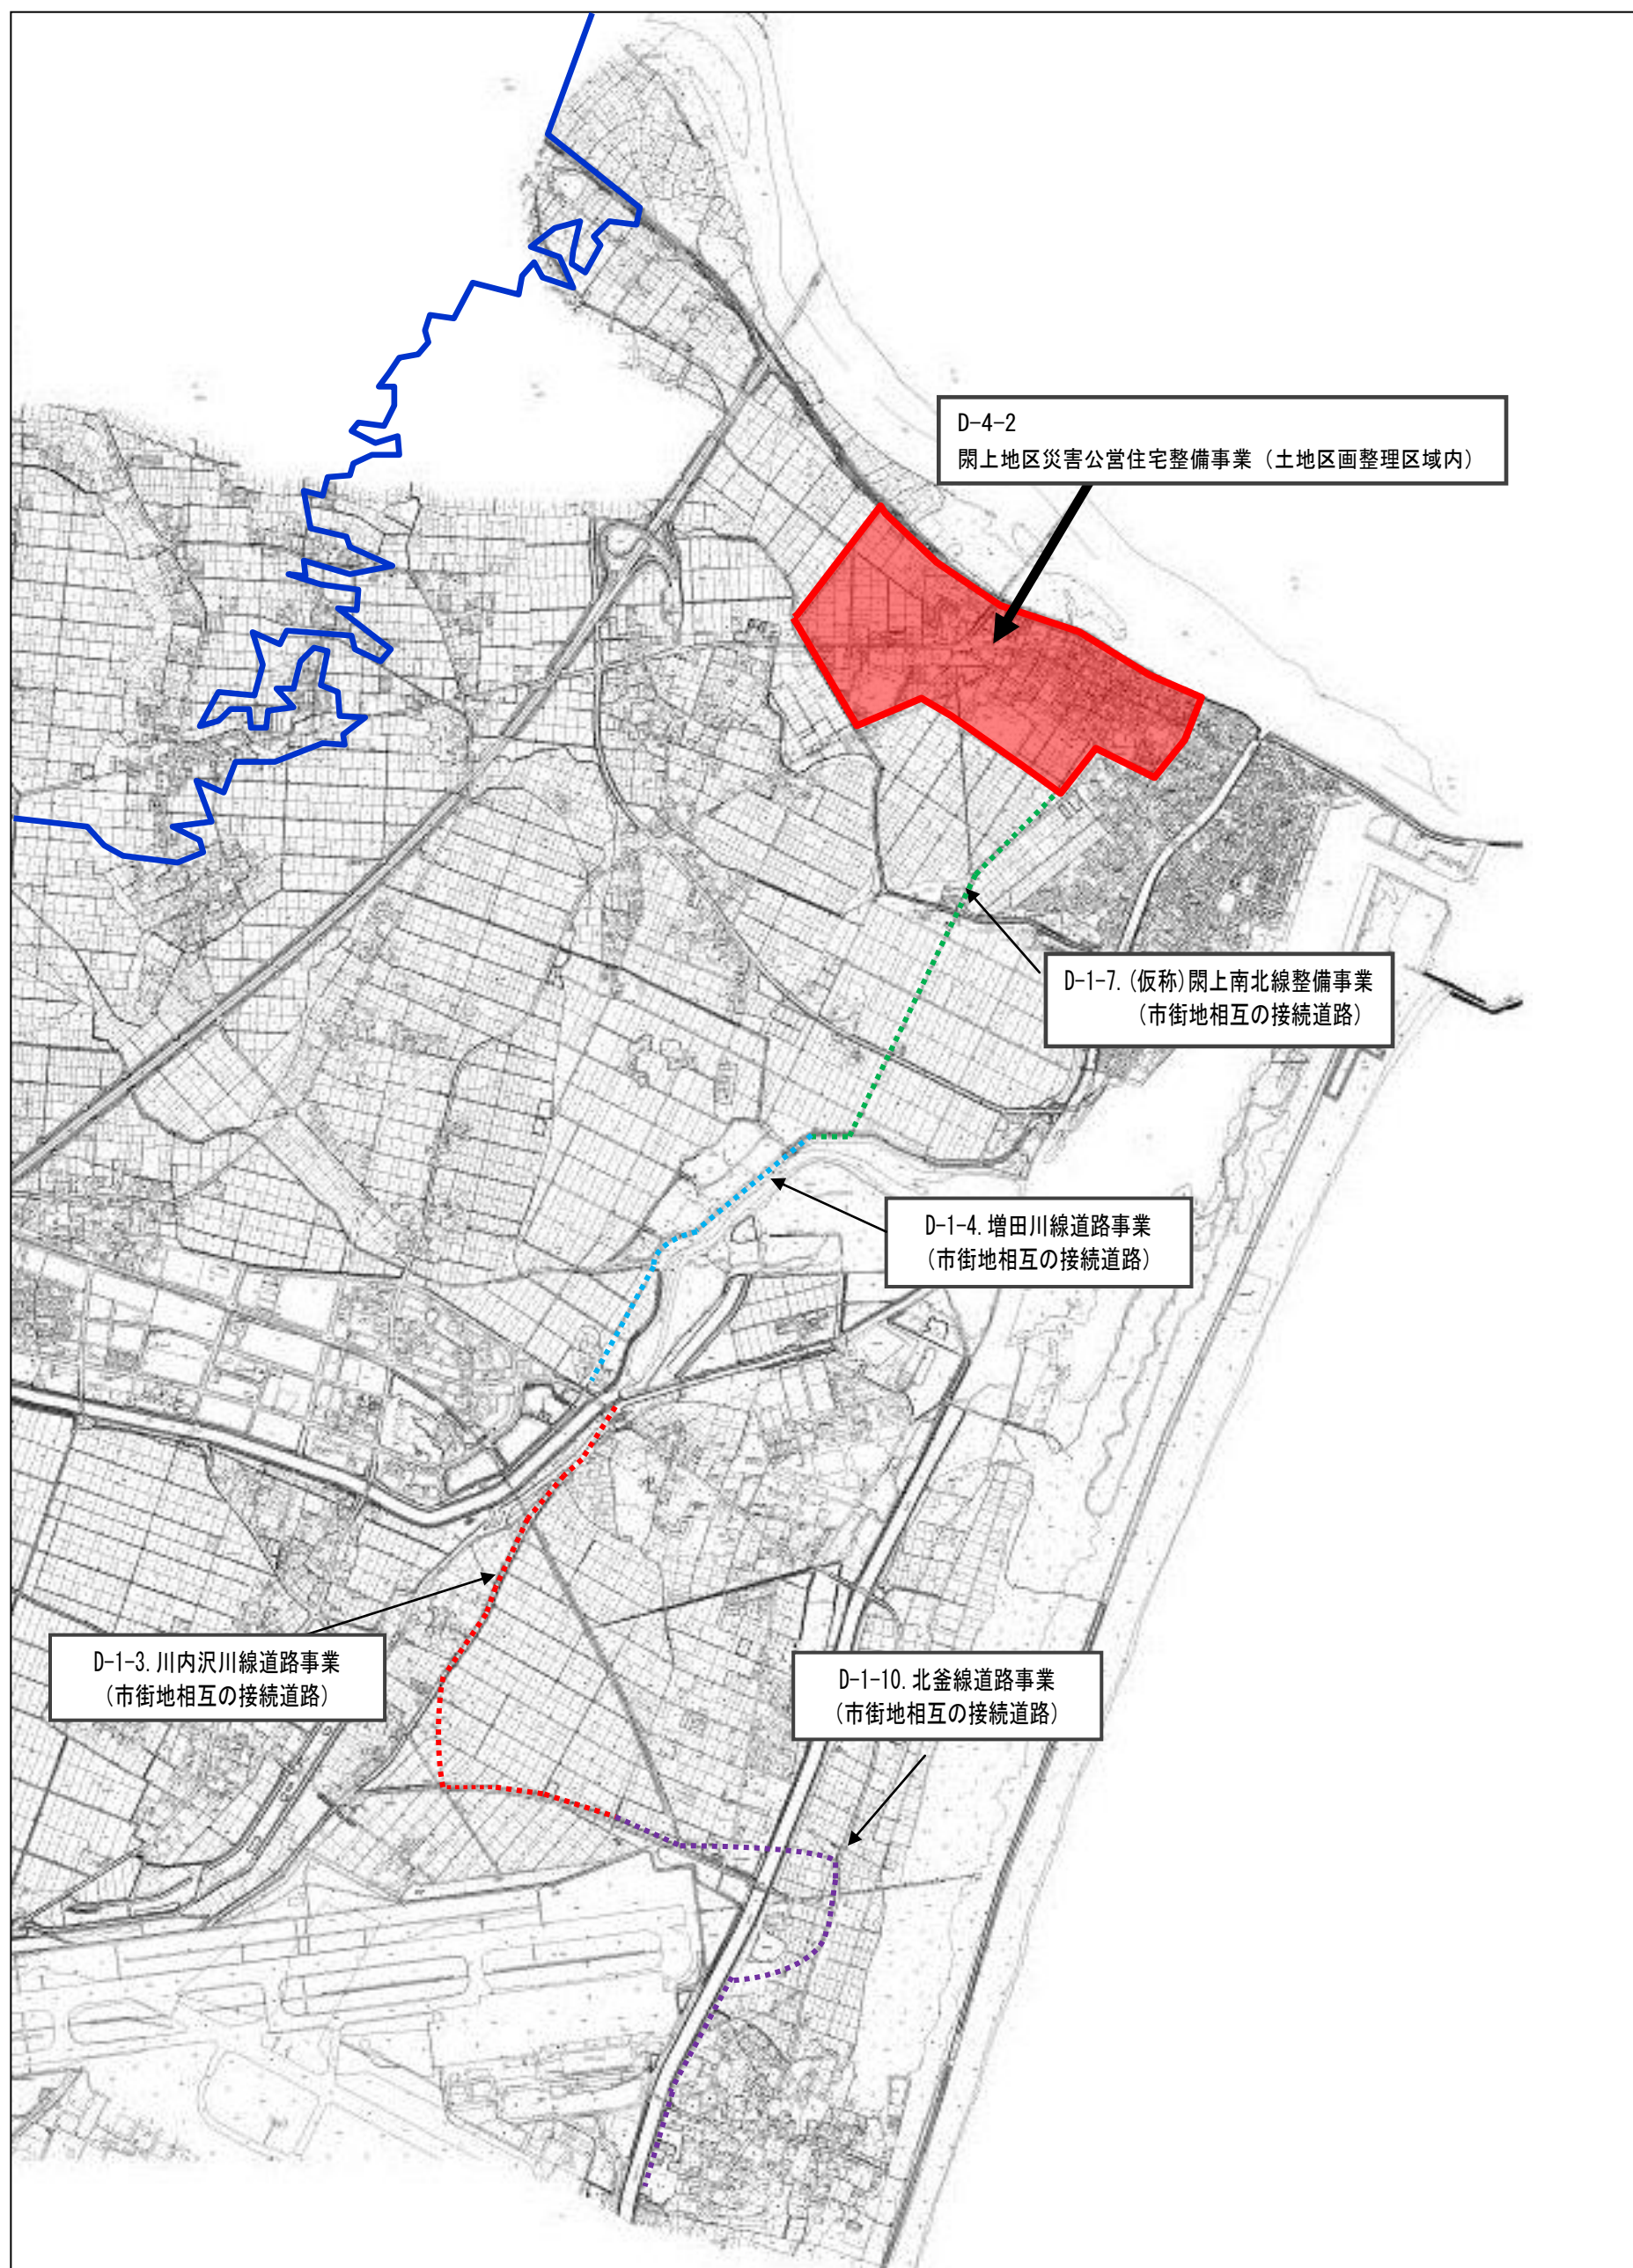 D-4-2
閖上地区災害公営住宅整備事業（土地区画整理区域内）
D-1-7.(仮称)閖上南北線整備事業
(市街地相互の接続道路)
D-1-4.増田川線道路事業
(市街地相互の接続道路)
D-1-3.川内沢川線道路事業
(市街地相互の接続道路)
D-1-10.北釜線道路事業
(市街地相互の接続道路)